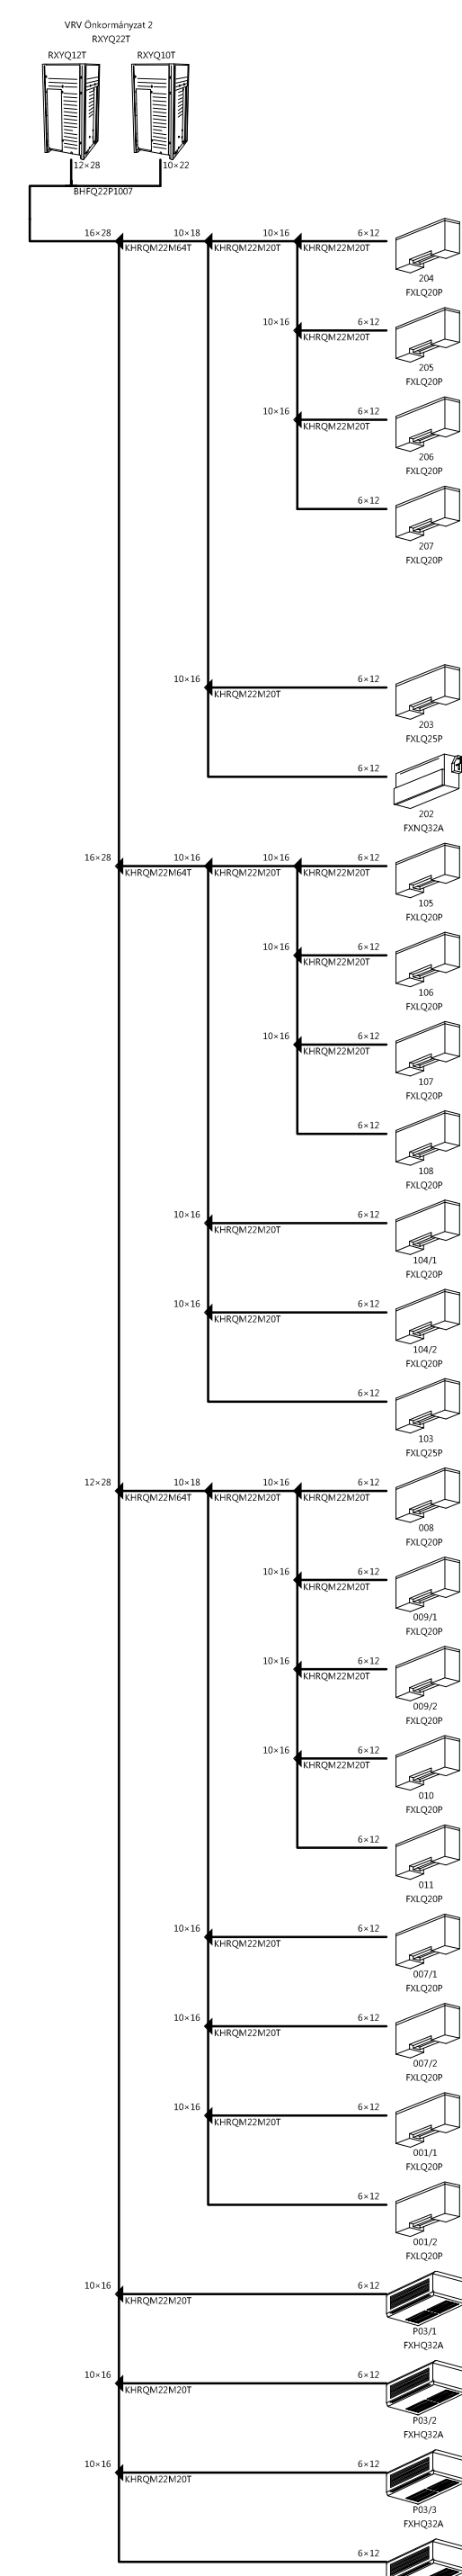 VRV Önkormányzat 2
RXYQ22T
RXYQ12T RXYQ10T
12×28 10×22
BHFQ22P1007
16×28 10×18 10×16 6×12
KHRQM22M64T KHRQM22M20T KHRQM22M20T
204
FXLQ20P
10×16 6×12
KHRQM22M20T
205
FXLQ20P
10×16 6×12
KHRQM22M20T
206
FXLQ20P
6×12
207
FXLQ20P
10×16 6×12
KHRQM22M20T
203
FXLQ25P
6×12
202
FXNQ32A
16×28 10×16 10×16 6×12
KHRQM22M64T KHRQM22M20T KHRQM22M20T
105
FXLQ20P
10×16 6×12
KHRQM22M20T
106
FXLQ20P
10×16 6×12
KHRQM22M20T
107
FXLQ20P
6×12
108
FXLQ20P
10×16 6×12
KHRQM22M20T
104/1
FXLQ20P
10×16 6×12
KHRQM22M20T
104/2
FXLQ20P
6×12
103
FXLQ25P
12×28 10×18 10×16 6×12
KHRQM22M64T KHRQM22M20T KHRQM22M20T
008
FXLQ20P
10×16 6×12
KHRQM22M20T
009/1
FXLQ20P
10×16 6×12
KHRQM22M20T
009/2
FXLQ20P
10×16 6×12
KHRQM22M20T
010
FXLQ20P
6×12
011
FXLQ20P
10×16 6×12
KHRQM22M20T
007/1
FXLQ20P
10×16 6×12
KHRQM22M20T
007/2
FXLQ20P
10×16 6×12
KHRQM22M20T
001/1
FXLQ20P
6×12
001/2
FXLQ20P
10×16 6×12
KHRQM22M20T
P03/1
FXHQ32A
10×16 6×12
KHRQM22M20T
P03/2
FXHQ32A
10×16 6×12
KHRQM22M20T
P03/3
FXHQ32A
6×12